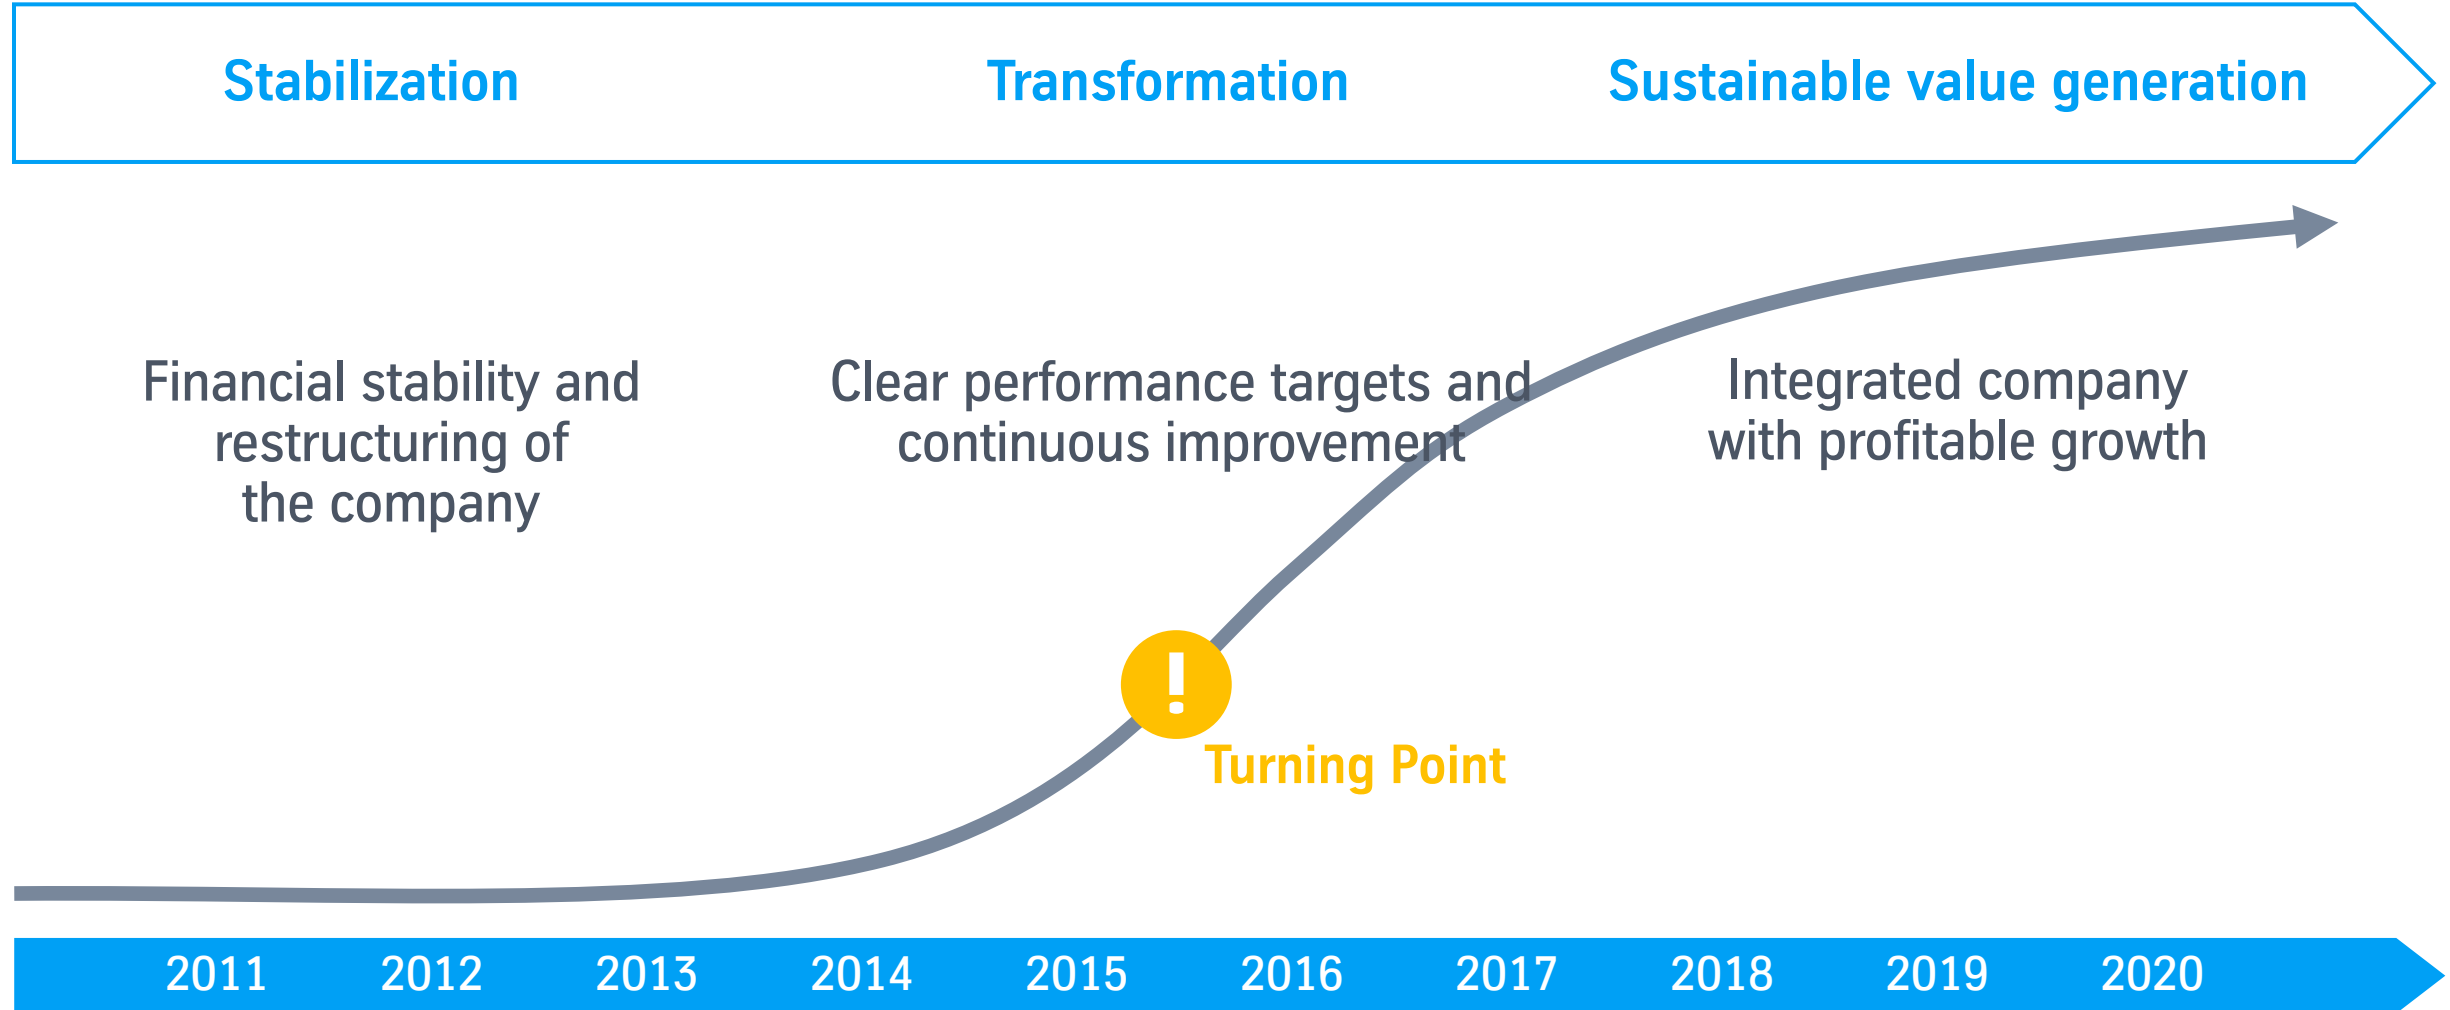 Stabilization
Transformation
Sustainable value generation
Financial stability and
restructuring of
the company
Clear performance targets and
continuous improvement
Integrated company
with profitable growth
!
Turning Point
2011 2012 2013 2014 2015 2016 2017 2018 2019 2020